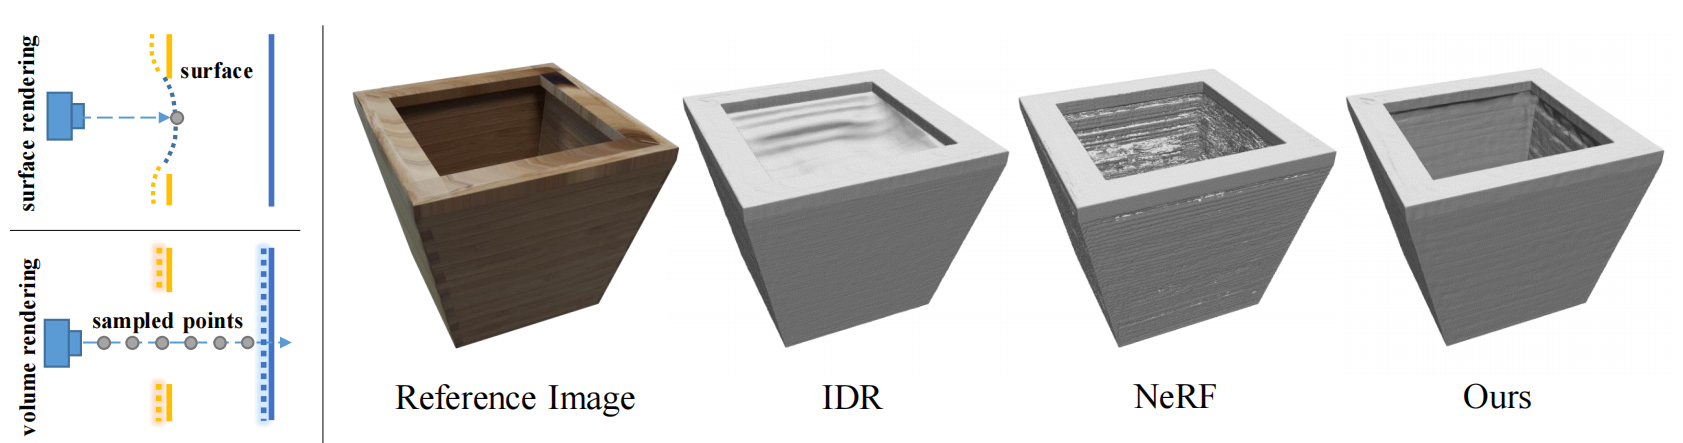 surface rendering
surface
volume rendering
sampled points
Reference Image
IDR
NeRF
Ours